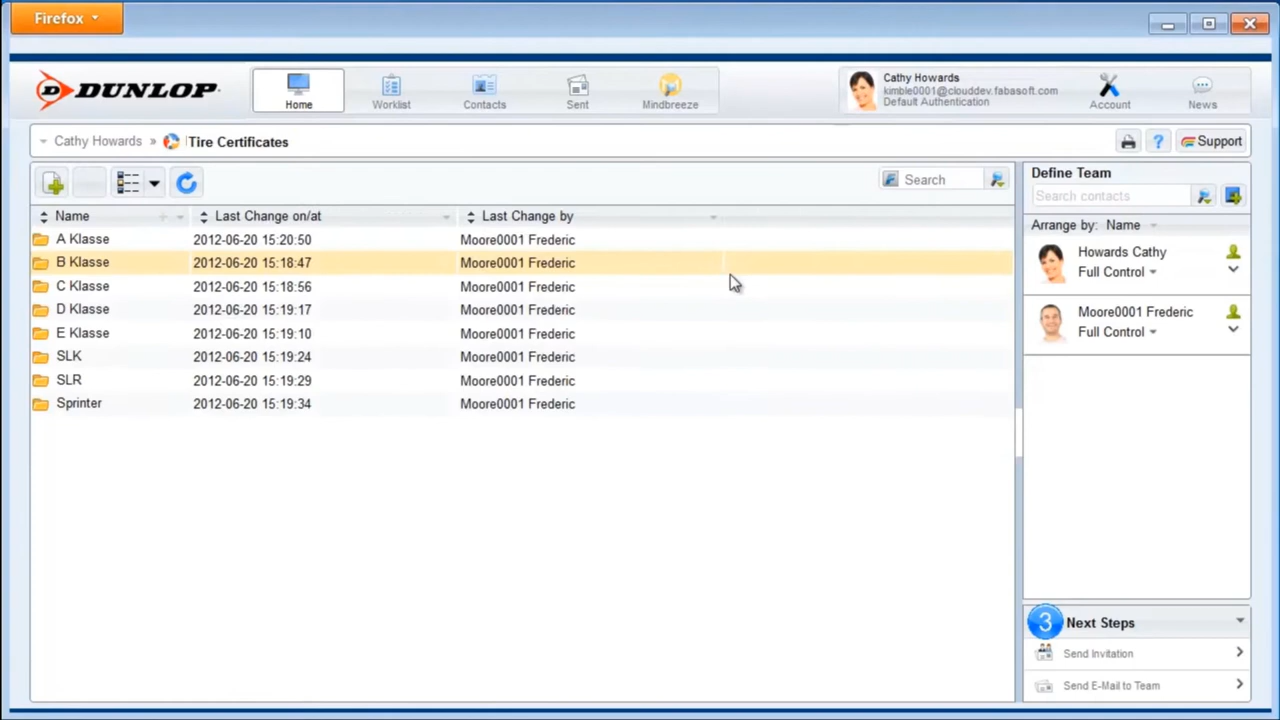 Firefox
DUNLOP
Home
Worklist
Contacts
Sent
Mindbreeze
Cathy Howards
kimble0001@clouddev.fabasoft.com
Default Authentication
Account
News
Cathy Howards » Tire Certificates
? Support
Search
Name Last Change on/at Last Change by
A Klasse 2012-06-20 15:20:50 Moore0001 Frederic
B Klasse 2012-06-20 15:18:47 Moore0001 Frederic
C Klasse 2012-06-20 15:18:56 Moore0001 Frederic
D Klasse 2012-06-20 15:19:17 Moore0001 Frederic
E Klasse 2012-06-20 15:19:10 Moore0001 Frederic
SLK 2012-06-20 15:19:24 Moore0001 Frederic
SLR 2012-06-20 15:19:29 Moore0001 Frederic
Sprinter 2012-06-20 15:19:34 Moore0001 Frederic
Define Team
Search contacts
Arrange by: Name
Howards Cathy
Full Control
Moore0001 Frederic
Full Control
3 Next Steps
Send Invitation
Send E-Mail to Team